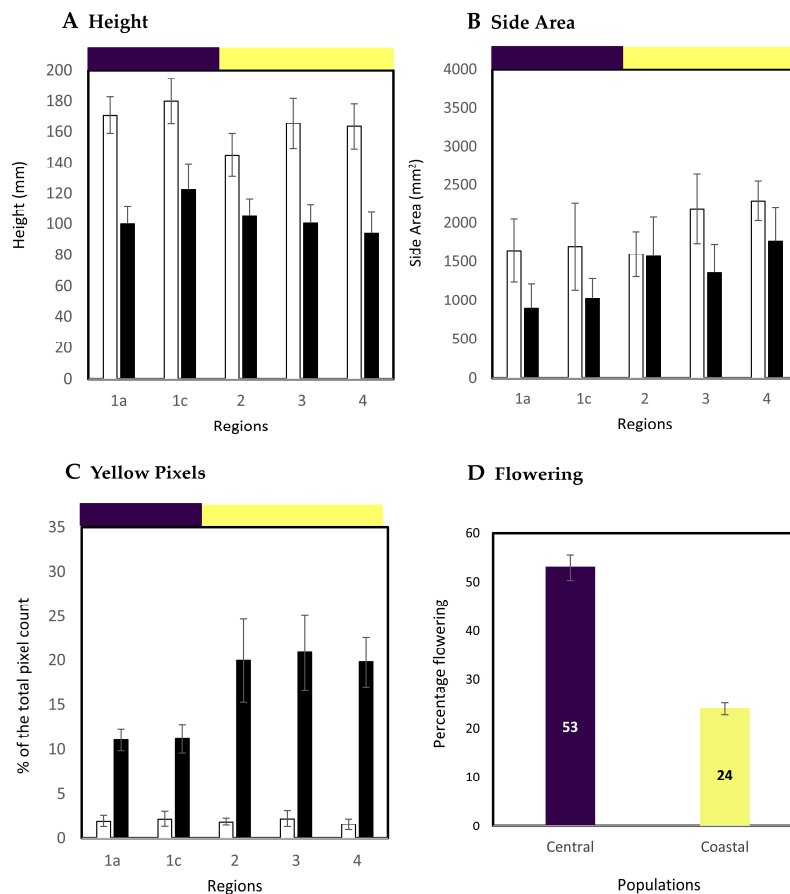 A Height
200
180
160
140
120
100
80
60
40
20
0
Height (mm)
1a 1c 2 3 4
Regions
B Side Area
4000
3500
3000
2500
2000
1500
1000
500
0
Side Area (mm²)
1a 1c 2 3 4
Regions
C Yellow Pixels
35
30
25
20
15
10
5
0
% of the total pixel count
1a 1c 2 3 4
Regions
D Flowering
60
50
40
30
20
10
0
Percentage flowering
53
24
Central Coastal
Populations